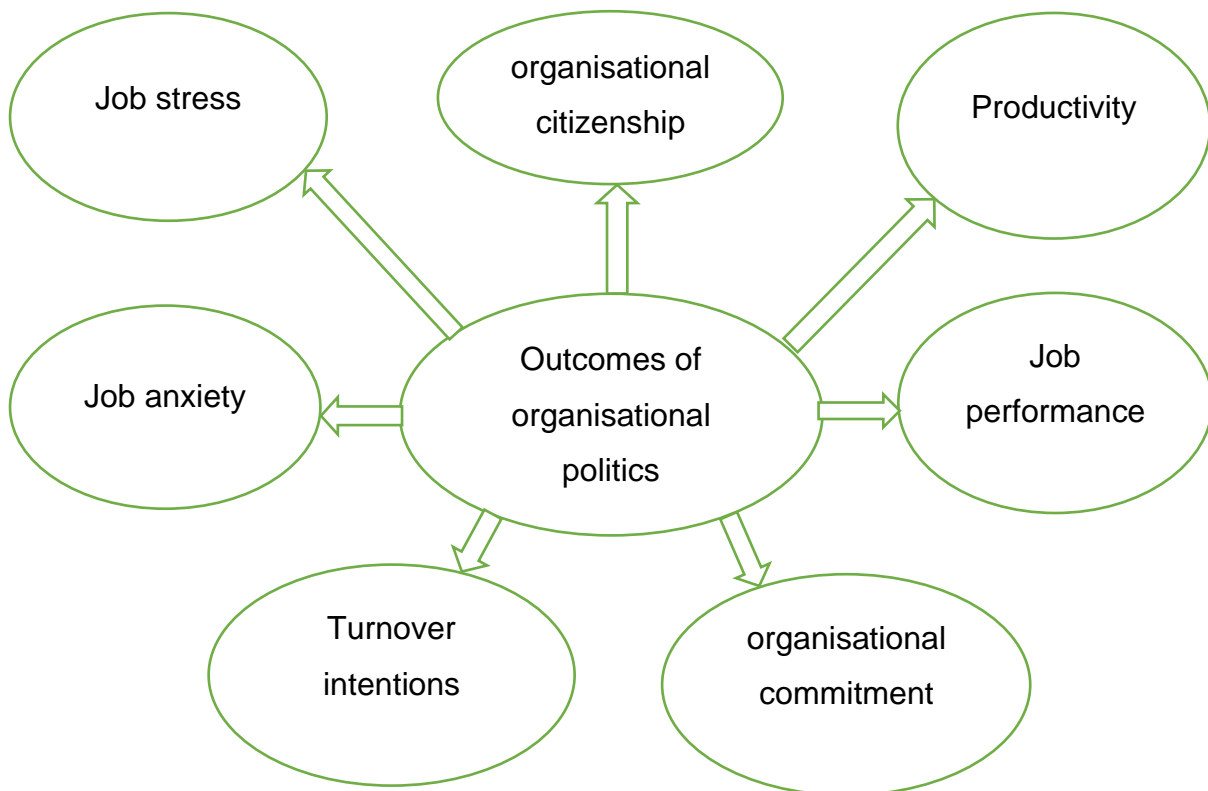 Job stress
organisational
citizenship
Productivity
Job anxiety
Outcomes of
organisational
politics
Job
performance
Turnover
intentions
organisational
commitment